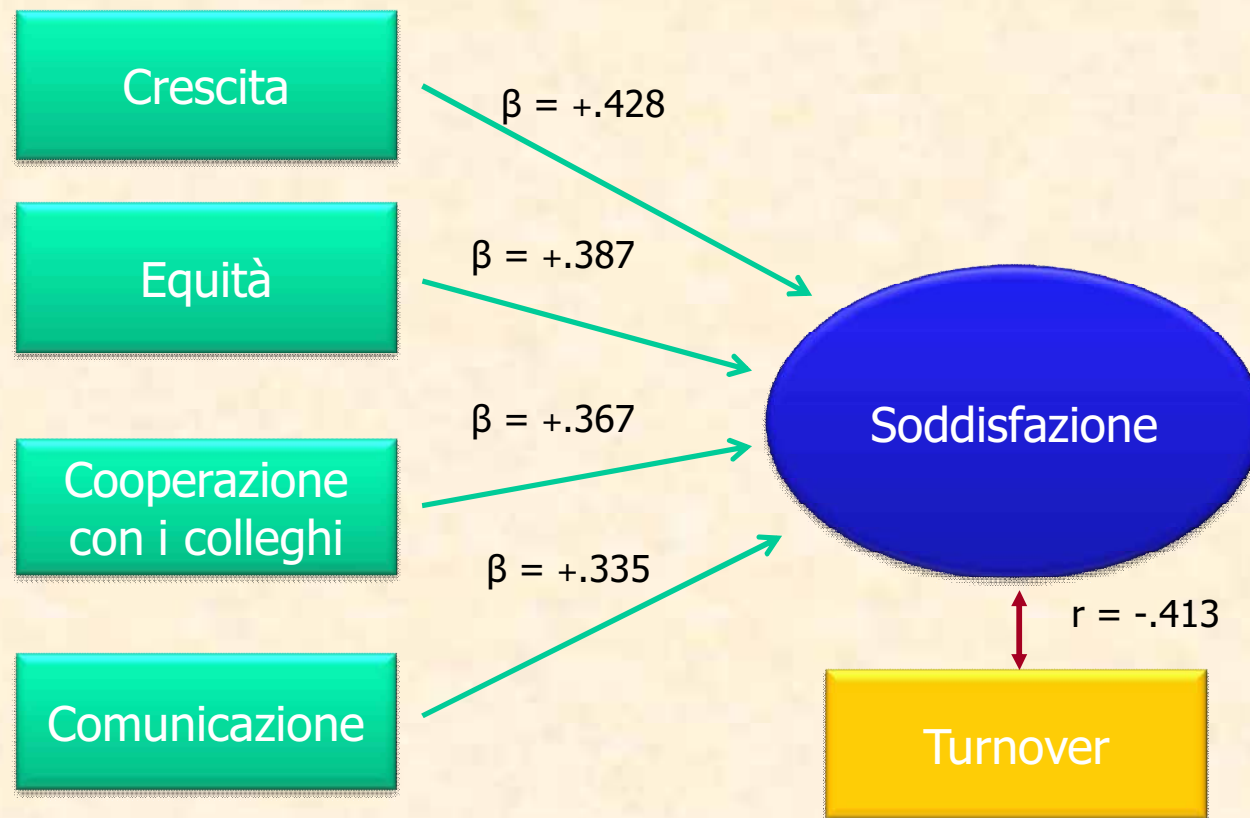 Crescita
β = +.428
Equità
β = +.387
Cooperazione
con i colleghi
β = +.367
Soddisfazione
Comunicazione
β = +.335
r = -.413
Turnover